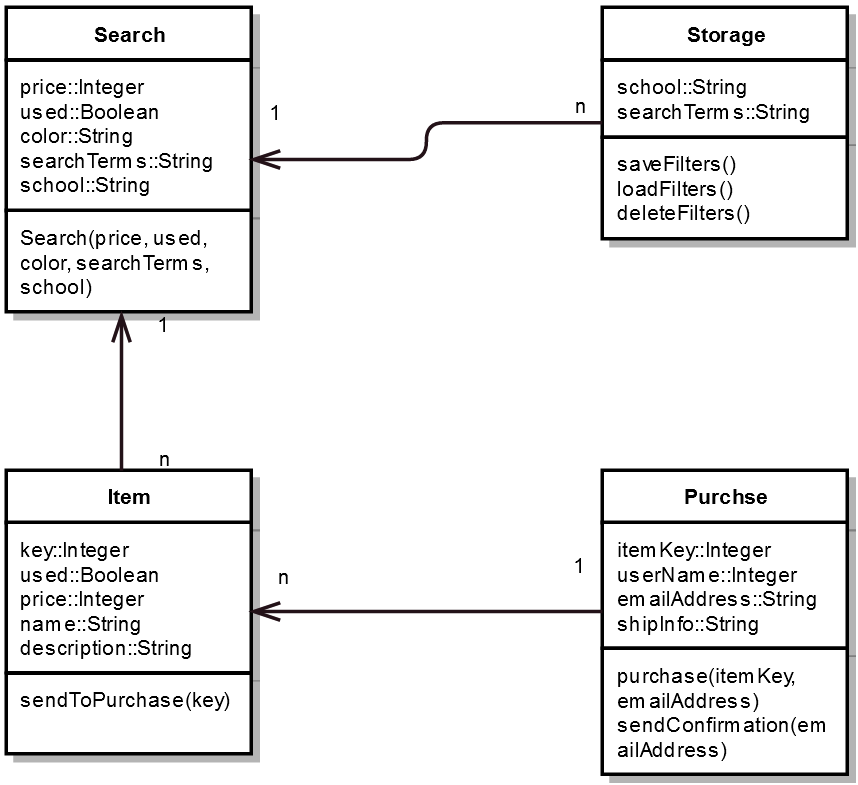 Search
price::Integer
used::Boolean
color::String
searchTerms::String
school::String
Search(price, used,
color, searchTerms,
school)
1
n
Storage
school::String
searchTerms::String
saveFilters()
loadFilters()
deleteFilters()
1
n
Item
key::Integer
used::Boolean
price::Integer
name::String
description::String
sendToPurchase(key)
n
1
Purchse
itemKey::Integer
userName::Integer
emailAddress::String
shipInfo::String
purchase(itemKey,
emailAddress)
sendConfirmation(em
ailAddress)